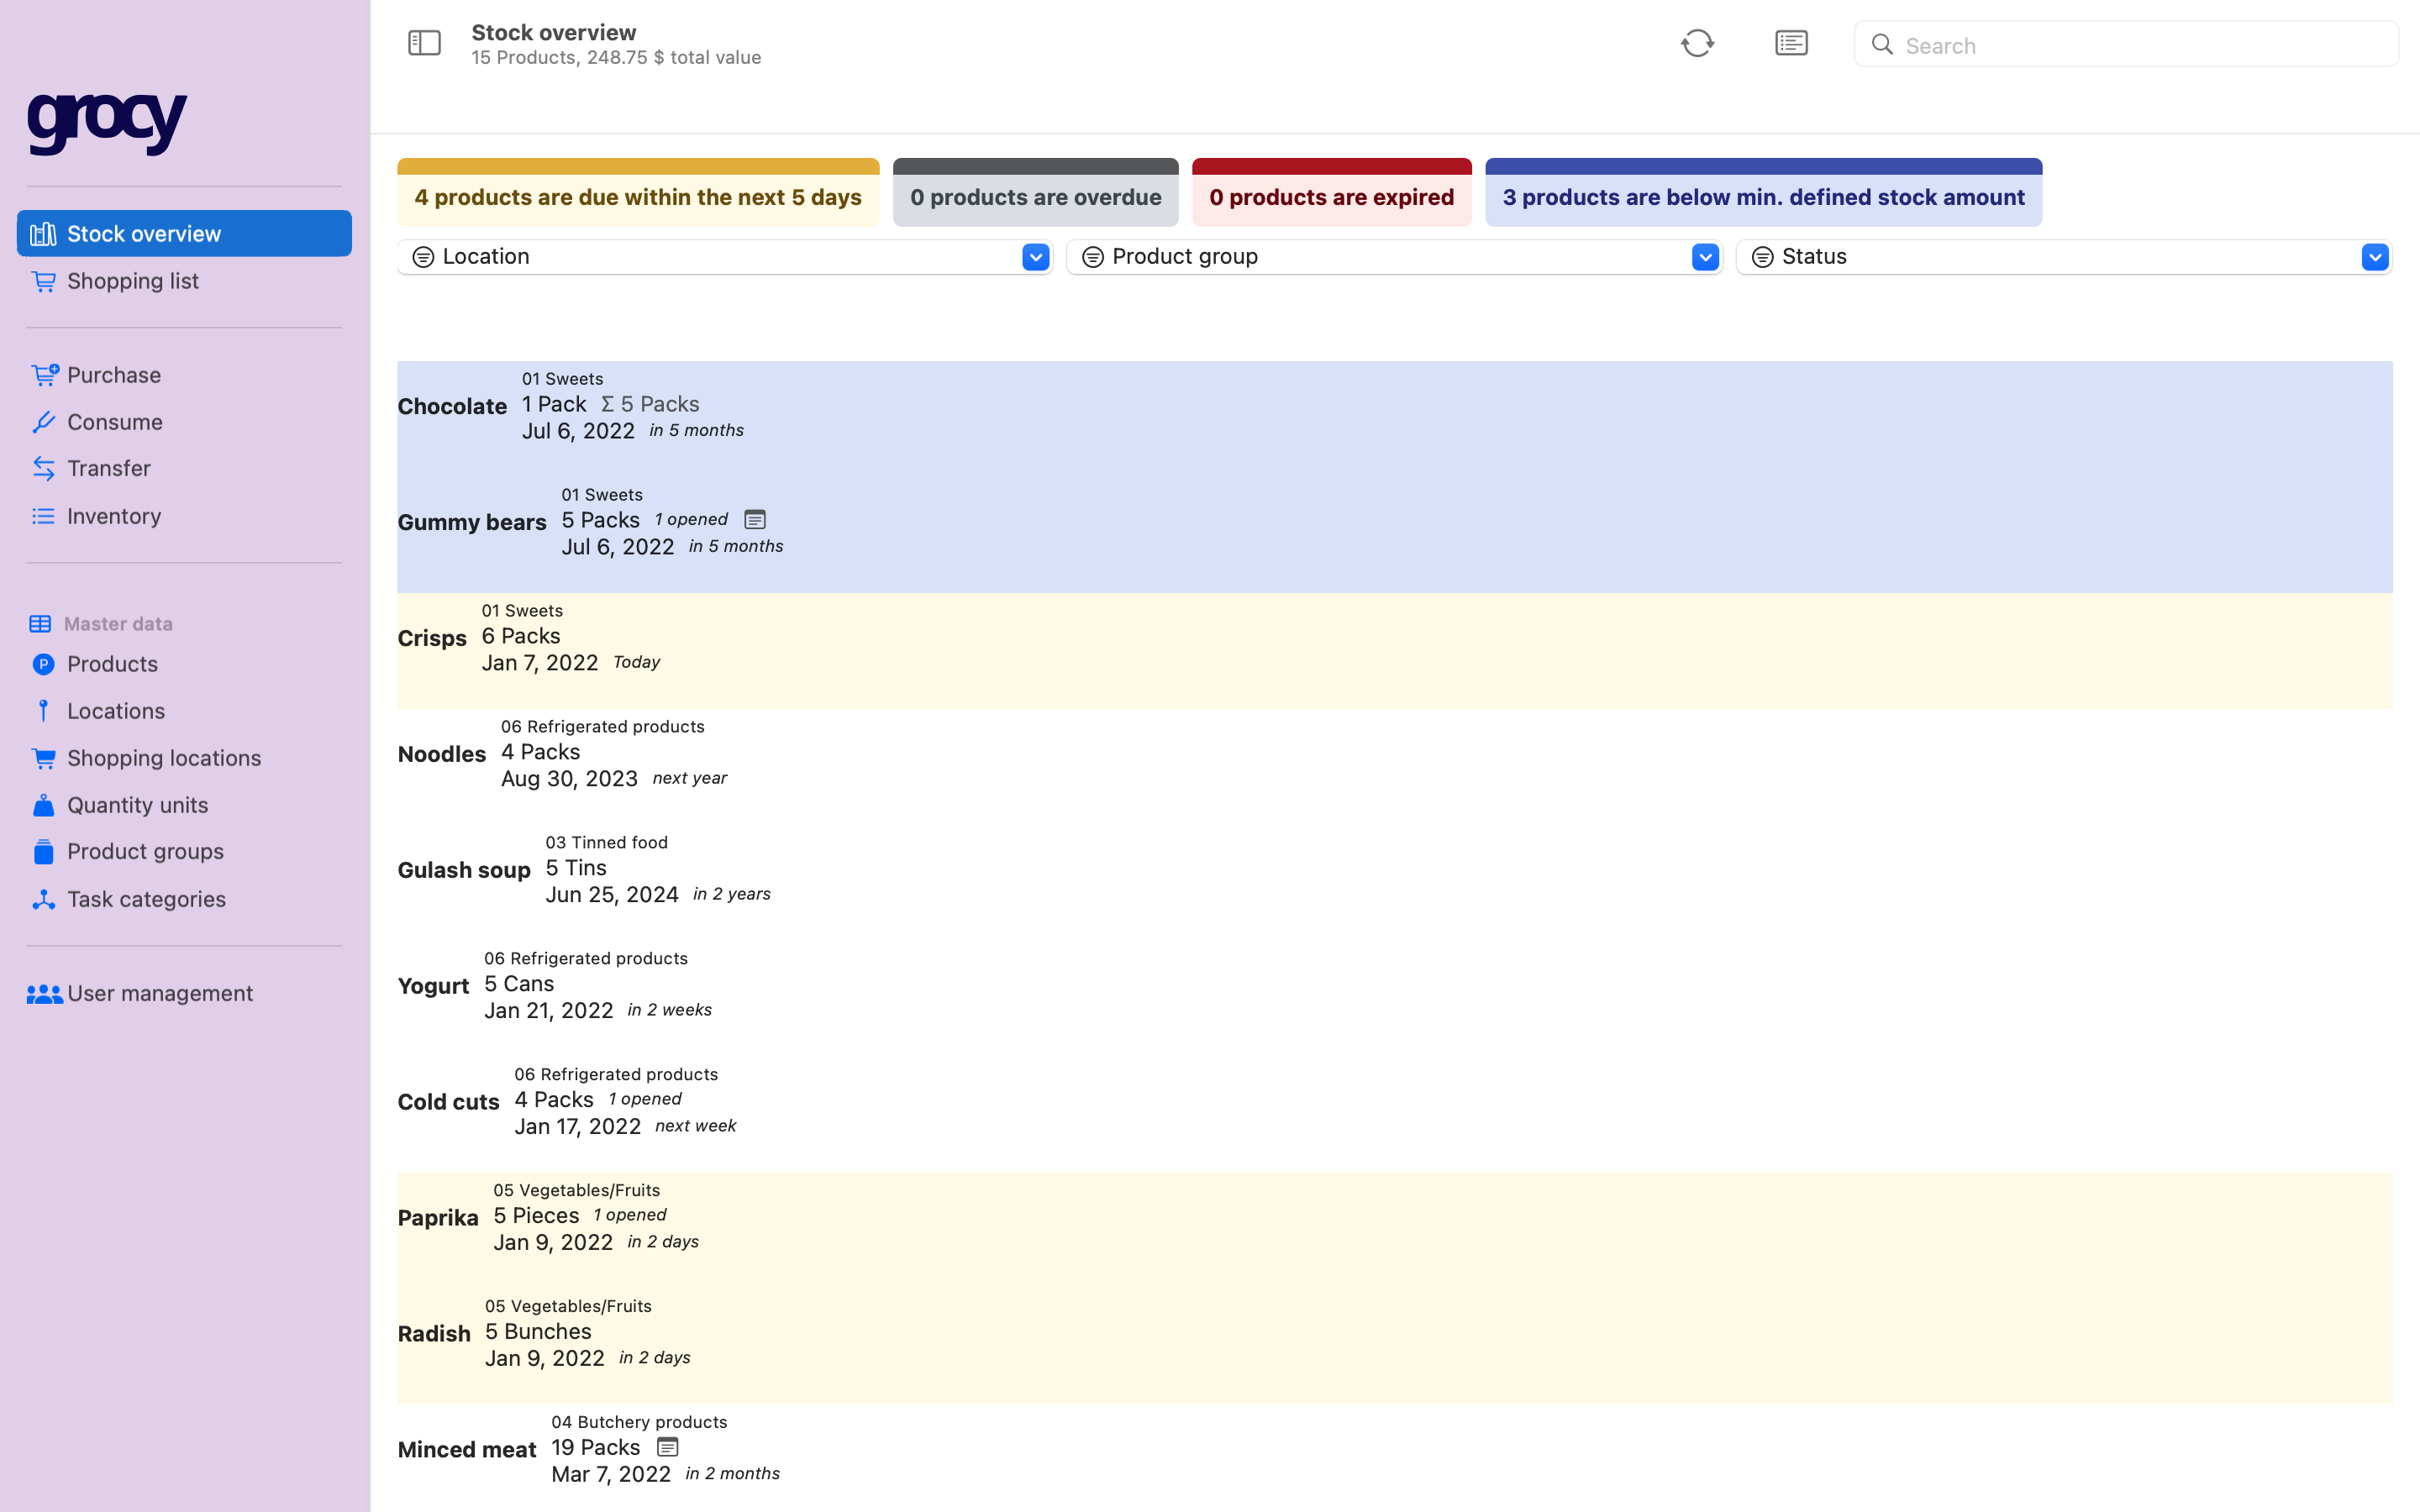 grocy
Stock overview
Shopping list
Purchase
Consume
Transfer
Inventory
Master data
Products
Locations
Shopping locations
Quantity units
Product groups
Task categories
User management
Stock overview
15 Products, 248.75 $ total value
Search
4 products are due within the next 5 days
0 products are overdue
0 products are expired
3 products are below min. defined stock amount
Location
Product group
Status
Chocolate
01 Sweets
1 Pack Σ 5 Packs
Jul 6, 2022 in 5 months
Gummy bears
01 Sweets
5 Packs 1 opened
Jul 6, 2022 in 5 months
Crisps
01 Sweets
6 Packs
Jan 7, 2022 Today
Noodles
06 Refrigerated products
4 Packs
Aug 30, 2023 next year
Gulash soup
03 Tinned food
5 Tins
Jun 25, 2024 in 2 years
Yogurt
06 Refrigerated products
5 Cans
Jan 21, 2022 in 2 weeks
Cold cuts
06 Refrigerated products
4 Packs 1 opened
Jan 17, 2022 next week
Paprika
05 Vegetables/Fruits
5 Pieces 1 opened
Jan 9, 2022 in 2 days
Radish
05 Vegetables/Fruits
5 Bunches
Jan 9, 2022 in 2 days
Minced meat
04 Butchery products
19 Packs
Mar 7, 2022 in 2 months